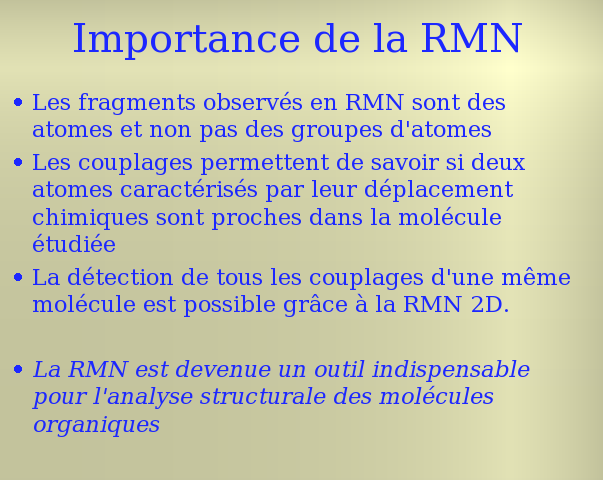 Importance de la RMN
• Les fragments observés en RMN sont des
atomes et non pas des groupes d'atomes
• Les couplages permettent de savoir si deux
atomes caractérisés par leur déplacement
chimiques sont proches dans la molécule
étudiée
• La détection de tous les couplages d'une même
molécule est possible grâce à la RMN 2D.
• La RMN est devenue un outil indispensable
pour l'analyse structurale des molécules
organiques